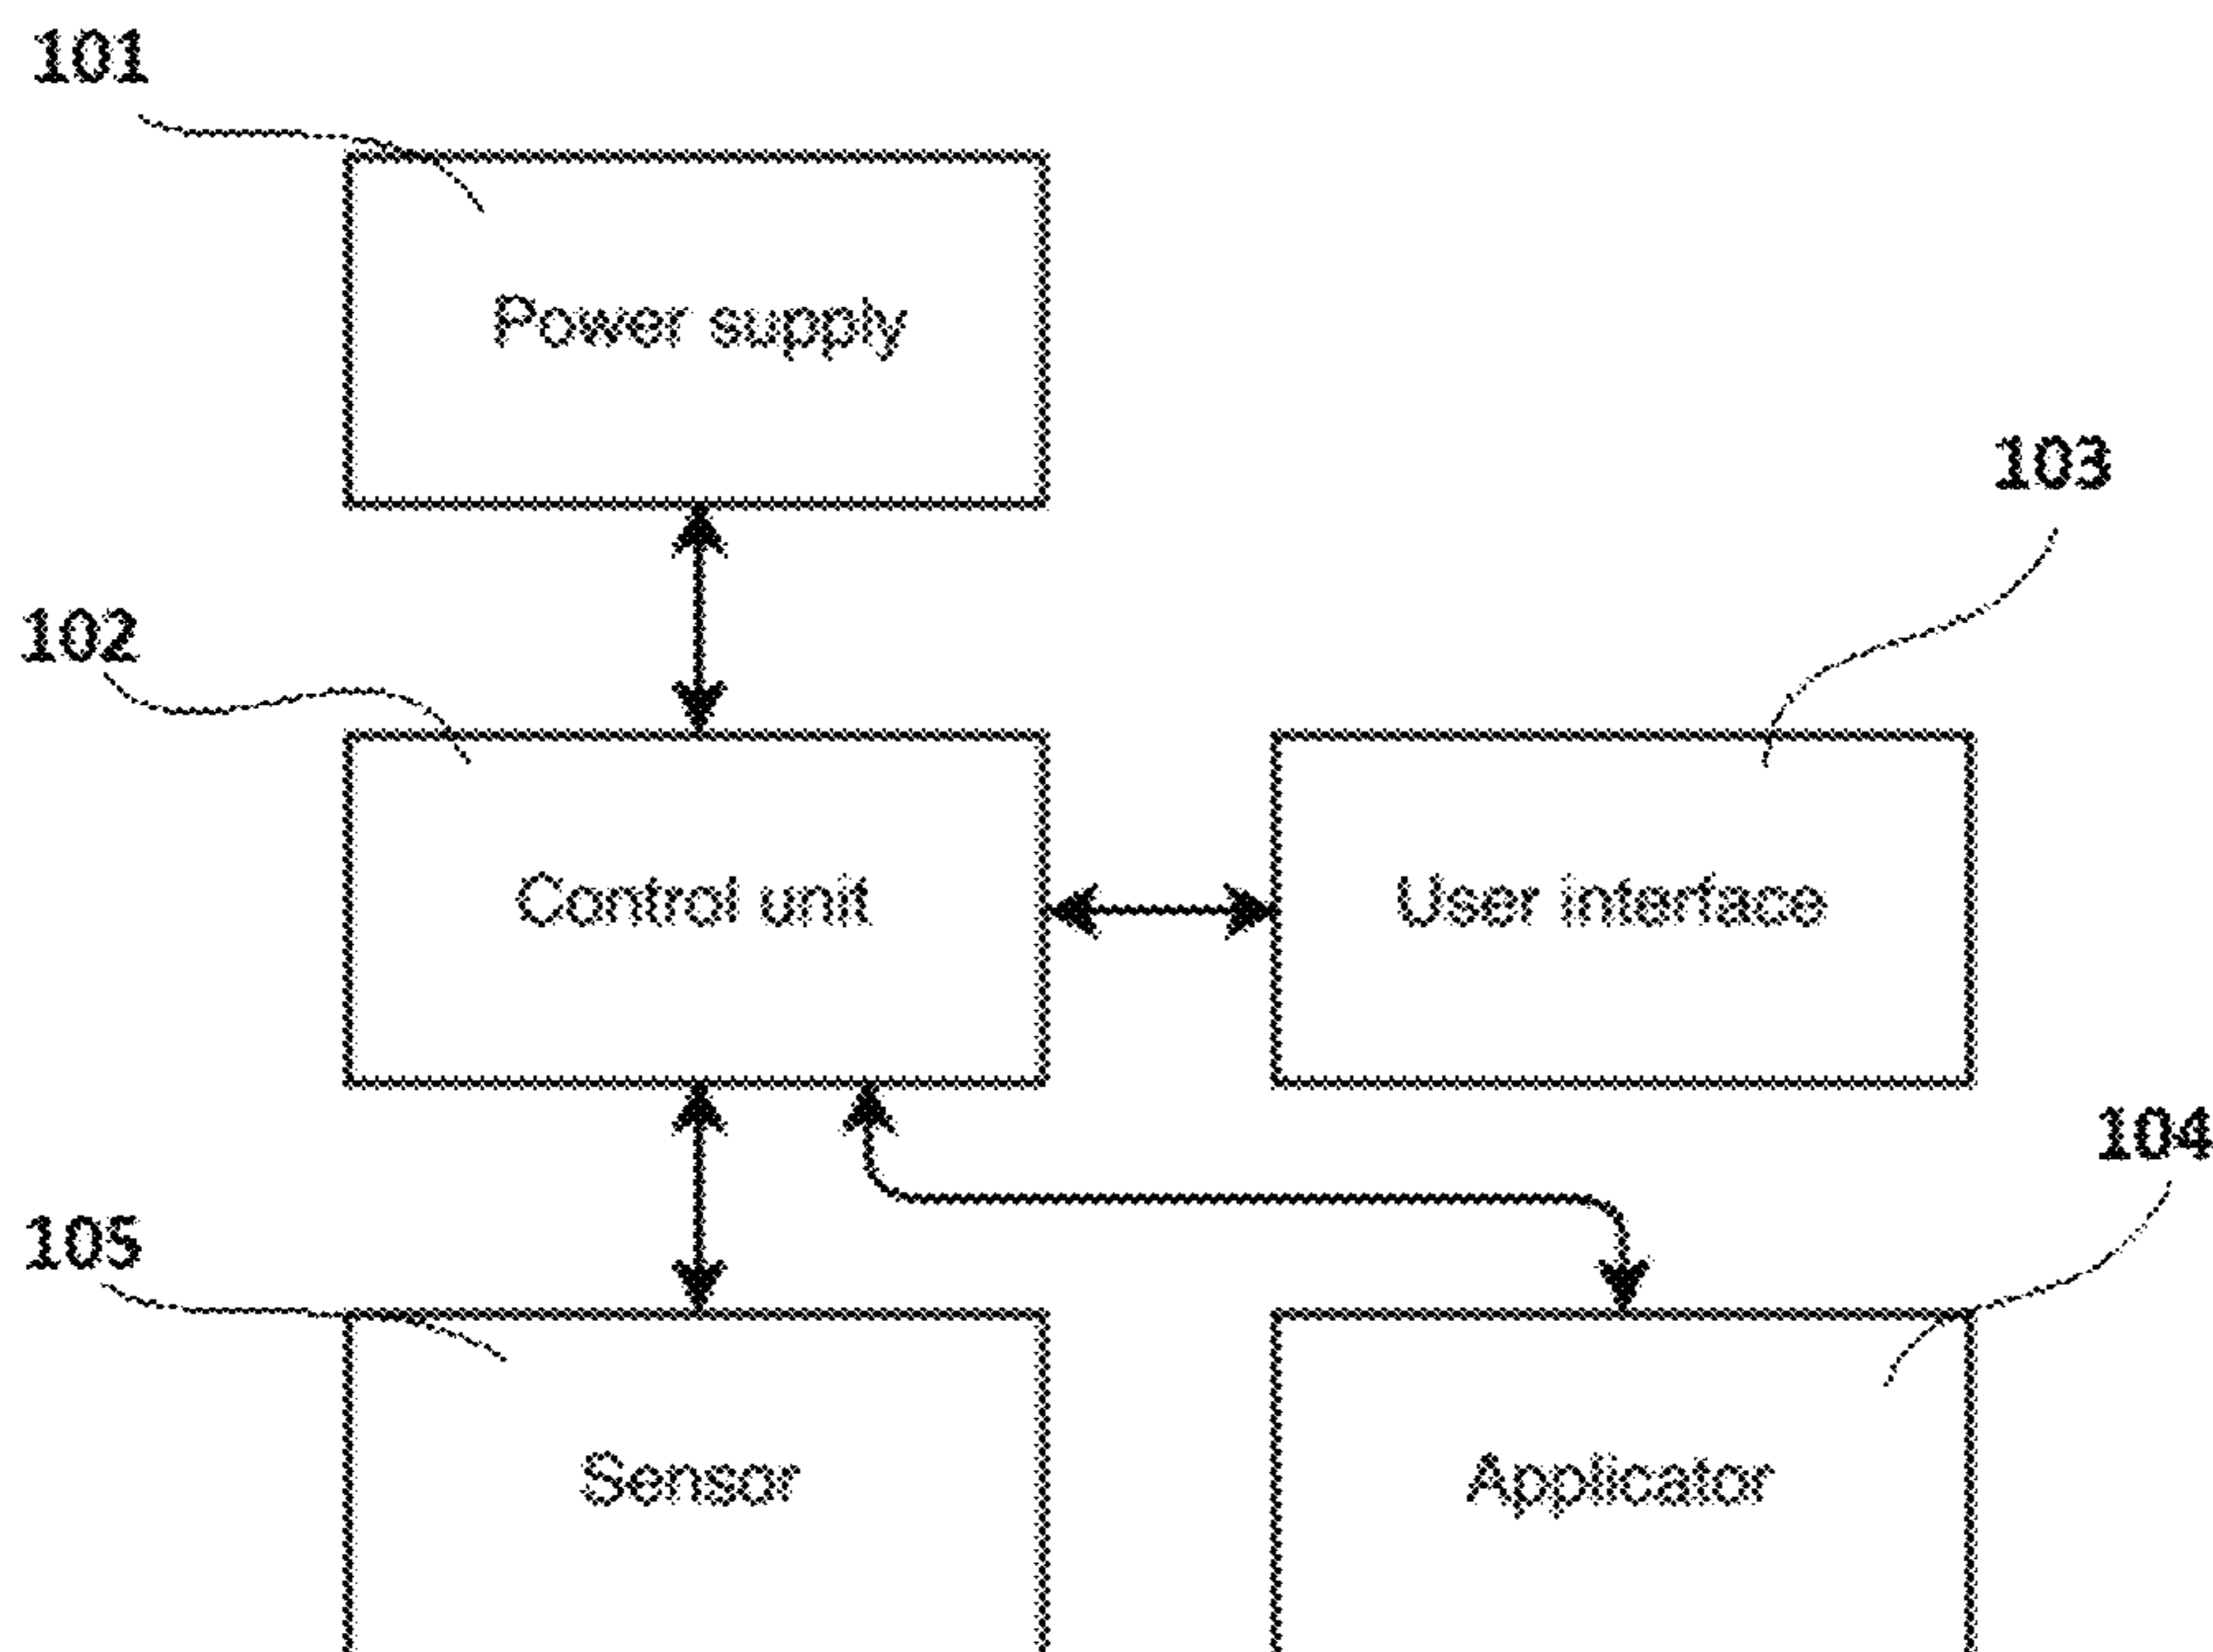 101
Power supply
103
102
Control unit
User interface
104
105
Sensor
Applicator